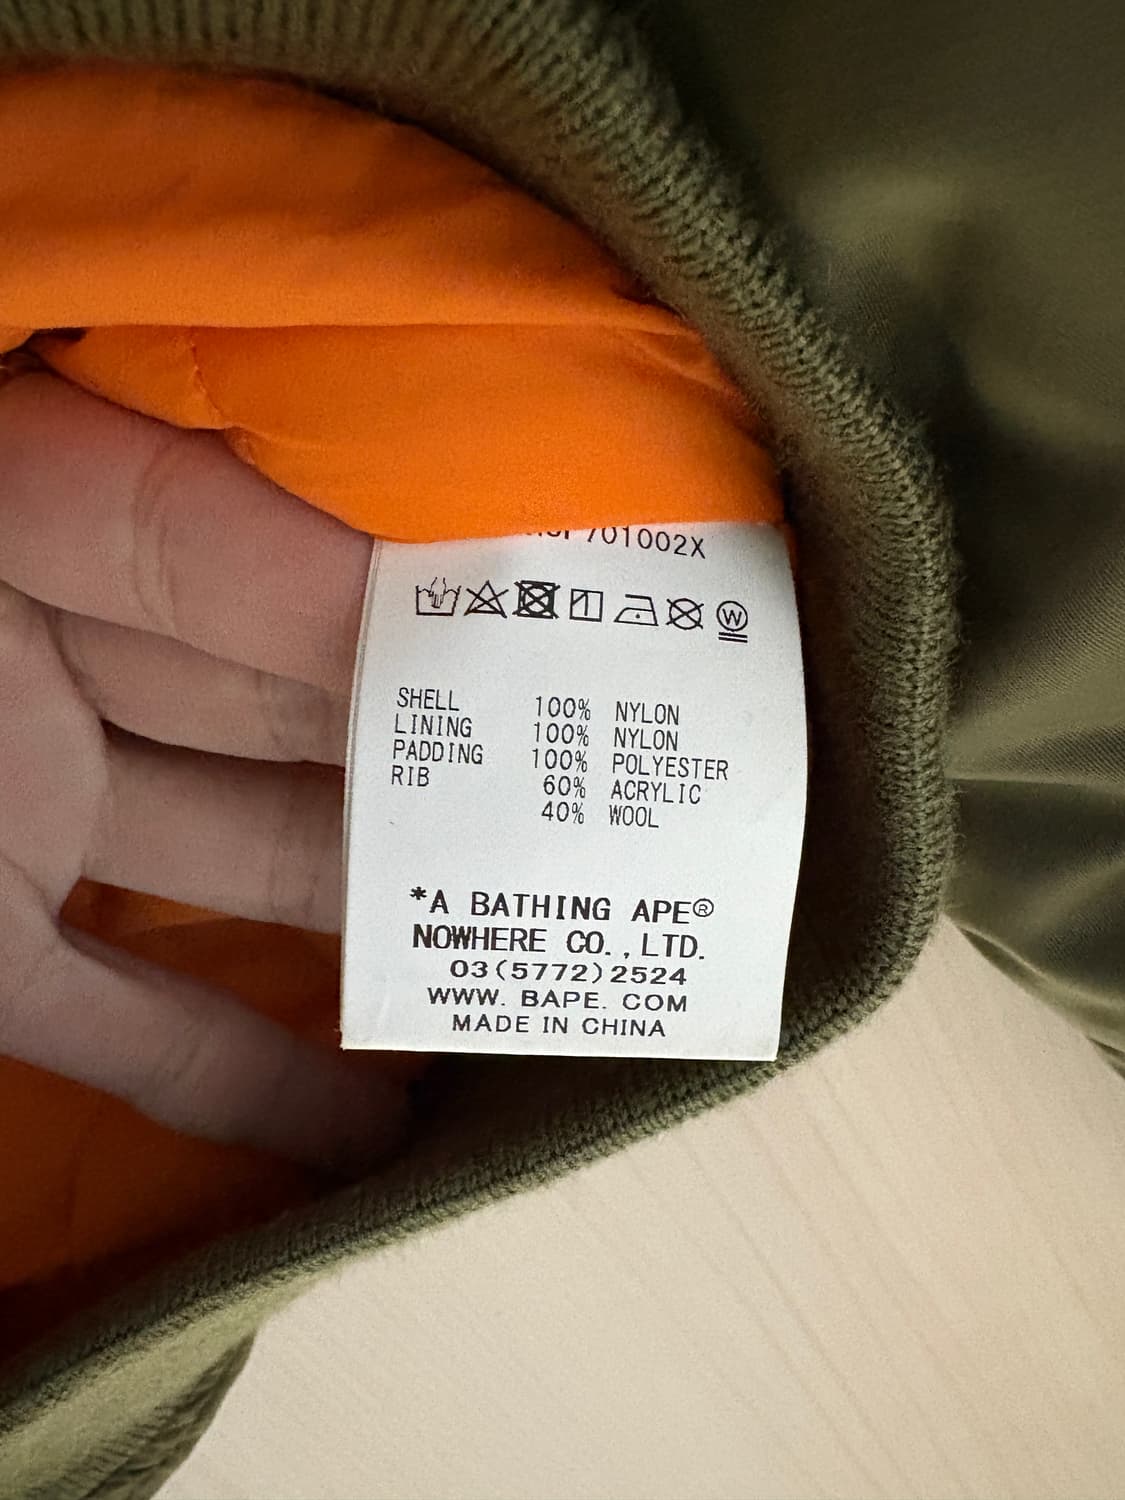 701002X
W
SHELL 100% NYLON
LINING 100% NYLON
PADDING 100% POLYESTER
RIB 60% ACRYLIC
40% WOOL
*A BATHING APE®
NOWHERE CO.,LTD.
03(5772)2524
WWW. BAPE. COM
MADE IN CHINA